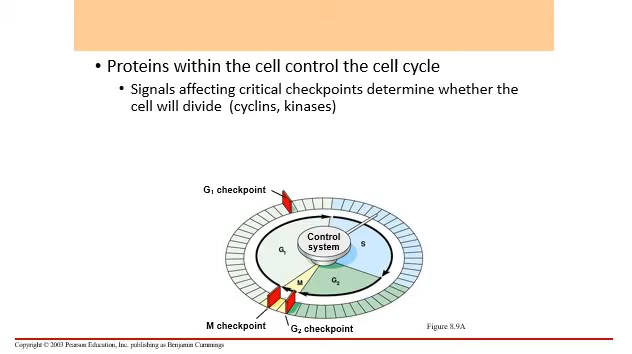 • Proteins within the cell control the cell cycle
• Signals affecting critical checkpoints determine whether the
cell will divide (cyclins, kinases)
G₁ checkpoint
Control
system
G₁
S
M
G₂
M checkpoint
G₂ checkpoint
Figure 8.9A
Copyright © 2003 Pearson Education, Inc. publishing as Benjamin Cummings